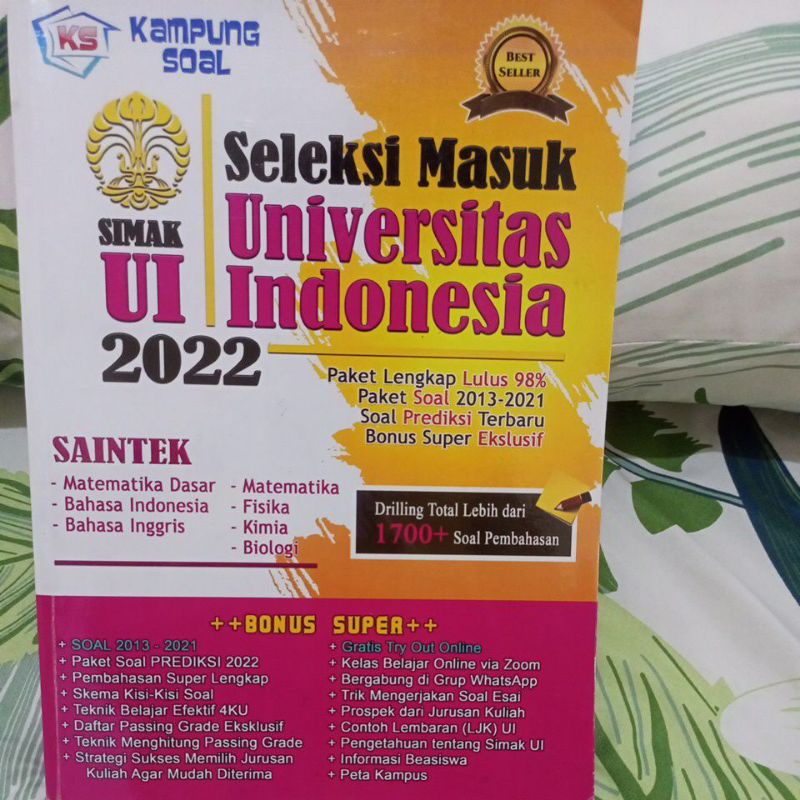 KS
KAMPUNG
SOAL
BEST
SELLER
SIMAK
UI
2022
Seleksi Masuk
Universitas
Indonesia
Paket Lengkap Lulus 98%
Paket Soal 2013-2021
Soal Prediksi Terbaru
Bonus Super Ekslusif
SAINTEK
- Matematika Dasar
- Bahasa Indonesia
- Bahasa Inggris
- Matematika
- Fisika
- Kimia
- Biologi
Drilling Total Lebih dari
1700+ Soal Pembahasan
++BONUS SUPER++
+ SOAL 2013 - 2021
+ Paket Soal PREDIKSI 2022
+ Pembahasan Super Lengkap
+ Skema Kisi-Kisi Soal
+ Teknik Belajar Efektif 4KU
+ Daftar Passing Grade Eksklusif
+ Teknik Menghitung Passing Grade
+ Strategi Sukses Memilih Jurusan
Kuliah Agar Mudah Diterima
+ Gratis Try Out Online
+ Kelas Belajar Online via Zoom
+ Bergabung di Grup WhatsApp
+ Trik Mengerjakan Soal Esai
+ Prospek dari Jurusan Kuliah
+ Contoh Lembaran (LJK) UI
+ Pengetahuan tentang Simak UI
+ Informasi Beasiswa
+ Peta Kampus